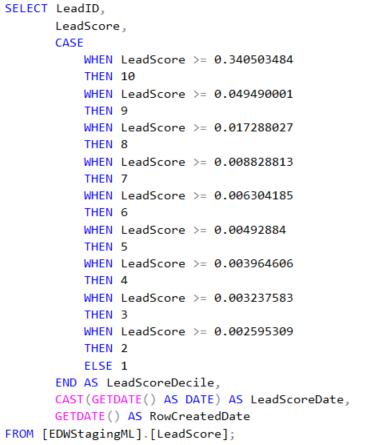 SELECT LeadID,
       LeadScore,
       CASE
           WHEN LeadScore >= 0.340503484
           THEN 10
           WHEN LeadScore >= 0.049490001
           THEN 9
           WHEN LeadScore >= 0.017288027
           THEN 8
           WHEN LeadScore >= 0.008828813
           THEN 7
           WHEN LeadScore >= 0.006304185
           THEN 6
           WHEN LeadScore >= 0.00492884
           THEN 5
           WHEN LeadScore >= 0.003964606
           THEN 4
           WHEN LeadScore >= 0.003237583
           THEN 3
           WHEN LeadScore >= 0.002595309
           THEN 2
           ELSE 1
       END AS LeadScoreDecile,
       CAST(GETDATE() AS DATE) AS LeadScoreDate,
       GETDATE() AS RowCreatedDate
FROM [EDWStagingML].[LeadScore];